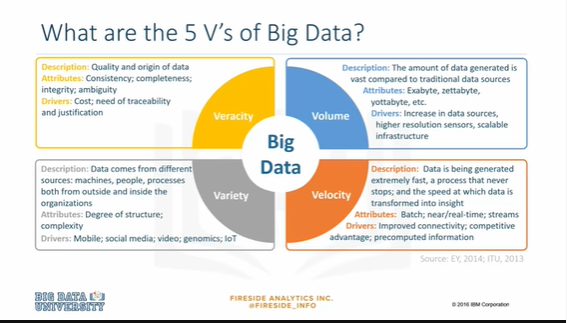 What are the 5 V's of Big Data?
Description: Quality and origin of data
Attributes: Consistency; completeness;
integrity; ambiguity
Drivers: Cost; need of traceability
and justification
Veracity
Description: The amount of data generated is
vast compared to traditional data sources
Attributes: Exabyte, zettabyte,
yottabyte, etc.
Drivers: Increase in data sources,
higher resolution sensors, scalable
infrastructure
Volume
Big
Data
Description: Data comes from different
sources: machines, people, processes
both from outside and inside the
organizations
Attributes: Degree of structure;
complexity
Drivers: Mobile; social media; video; genomics; IoT
Variety
Description: Data is being generated
extremely fast, a process that never
stops; and the speed at which data is
transformed into insight
Attributes: Batch; near/real-time; streams
Drivers: Improved connectivity; competitive
advantage; precomputed information
Velocity
Source: EY, 2014; ITU, 2013
BIG DATA
UNIVERSITY
FIRESIDE ANALYTICS INC.
@FIRESIDE_INFO
© 2016 IBM Corporation